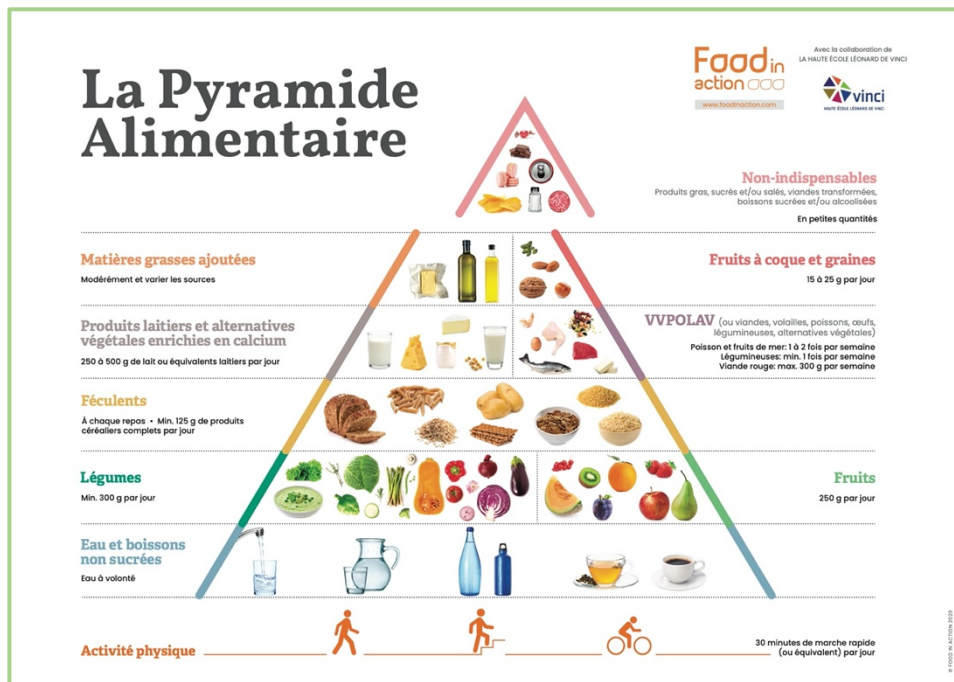 La Pyramide
Alimentaire
Food in
action
www.foodinaction.com
Avec la collaboration de
LA HAUTE ÉCOLE LÉONARD DE VINCI
vinci
HAUTE ÉCOLE LÉONARD DE VINCI
Non-indispensables
Produits gras, sucrés et/ou salés, viandes transformées,
boissons sucrées et/ou alcoolisées
En petites quantités
Matières grasses ajoutées
Modérément et varier les sources
Fruits à coque et graines
15 à 25 g par jour
Produits laitiers et alternatives
végétales enrichies en calcium
250 à 500 g de lait ou équivalents laitiers par jour
VVPOLAV (ou viandes, volailles, poissons, œufs,
légumineuses, alternatives végétales)
Poisson et fruits de mer: 1 à 2 fois par semaine
Légumineuses: min. 1 fois par semaine
Viande rouge: max. 300 g par semaine
Féculents
À chaque repas • Min. 125 g de produits
céréaliers complets par jour
Légumes
Min. 300 g par jour
Fruits
250 g par jour
Eau et boissons
non sucrées
Eau à volonté
Activité physique
30 minutes de marche rapide
(ou équivalent) par jour
© FOOD IN ACTION 2020